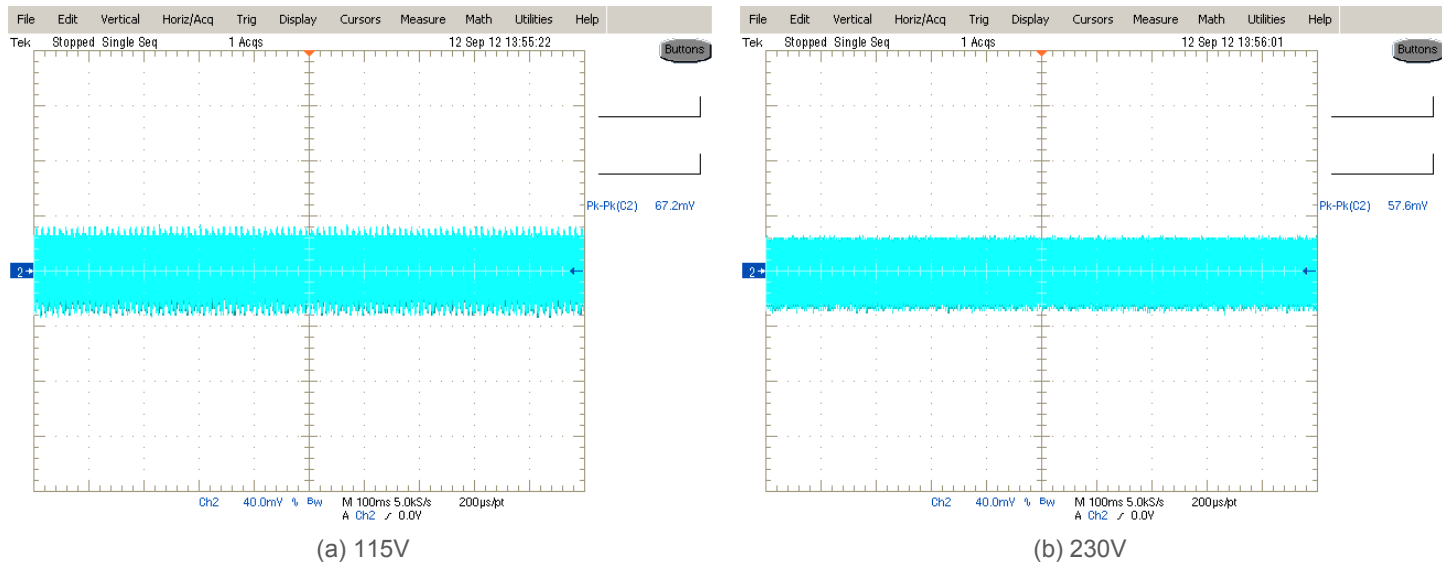 File Edit Vertical Horiz/Acq Trig Display Cursors Measure Math Utilities Help
Tek Stopped Single Seq 1 Acqs 12 Sep 12 13:55:22
Buttons
Pk-Pk(C2) 67.2mV
2
Ch2 40.0mV % Bw M 100ms 5.0kS/s 200µs/pt
A Ch2 ∕ 0.0V
(a) 115V
File Edit Vertical Horiz/Acq Trig Display Cursors Measure Math Utilities Help
Tek Stopped Single Seq 1 Acqs 12 Sep 12 13:56:01
Buttons
Pk-Pk(C2) 57.6mV
2
Ch2 40.0mV % Bw M 100ms 5.0kS/s 200µs/pt
A Ch2 ∕ 0.0V
(b) 230V